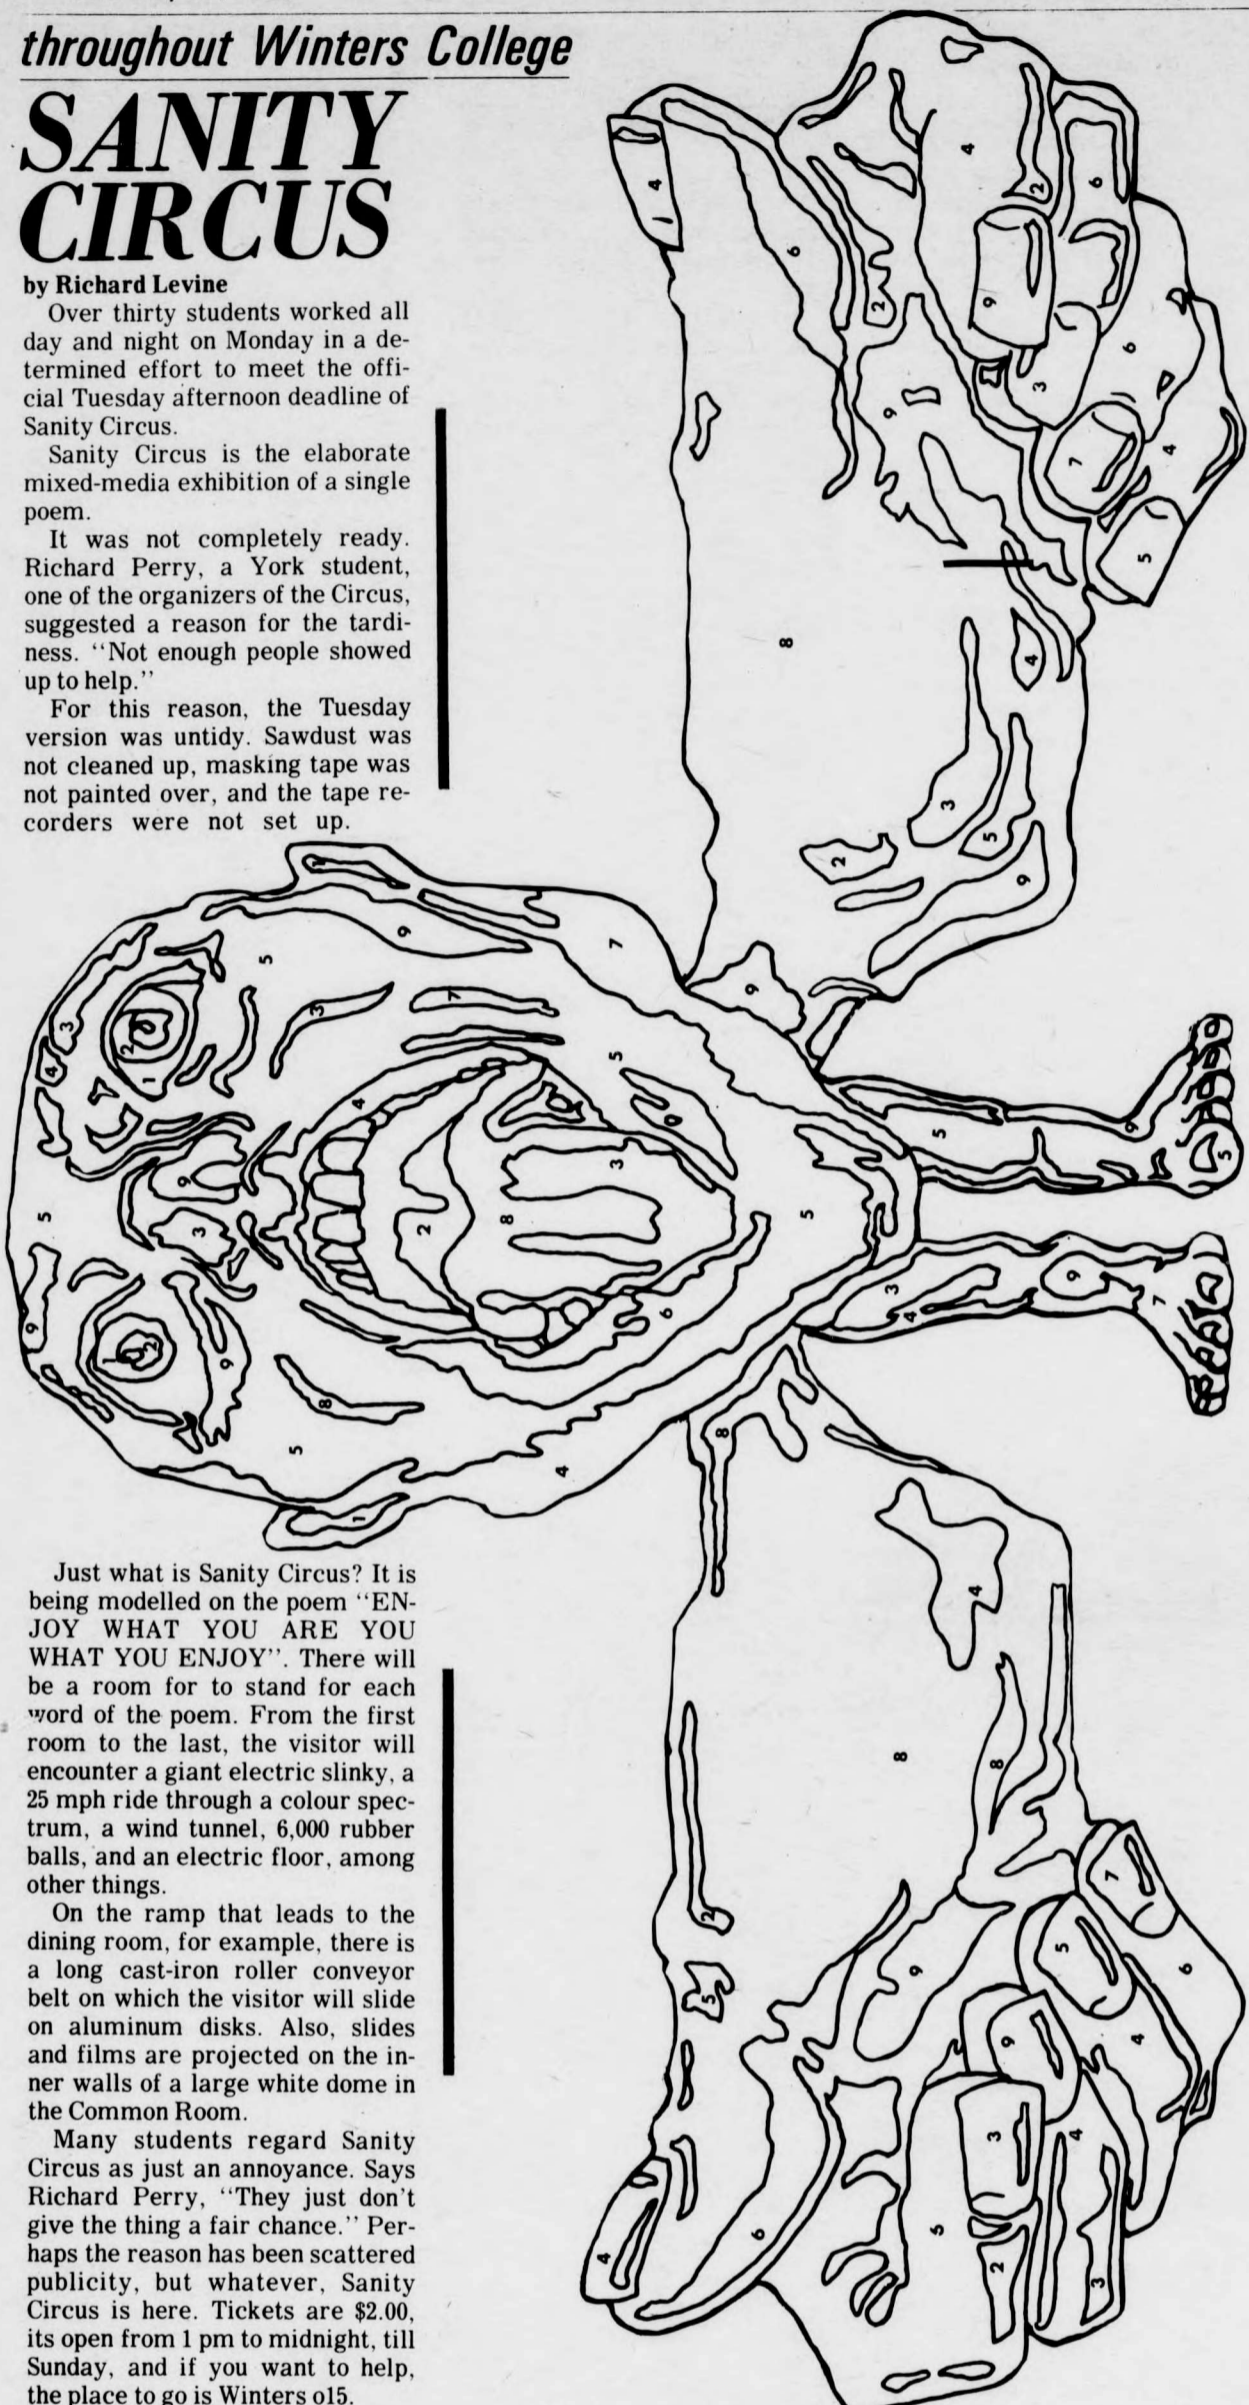 throughout Winters College
SANITY
CIRCUS
by Richard Levine
Over thirty students worked all
day and night on Monday in a de-
termined effort to meet the offi-
cial Tuesday afternoon deadline of
Sanity Circus.
Sanity Circus is the elaborate
mixed-media exhibition of a single
poem.
It was not completely ready.
Richard Perry, a York student,
one of the organizers of the Circus,
suggested a reason for the tardi-
ness. "Not enough people showed
up to help."
For this reason, the Tuesday
version was untidy. Sawdust was
not cleaned up, masking tape was
not painted over, and the tape re-
corders were not set up.
Just what is Sanity Circus? It is
being modelled on the poem "EN-
JOY WHAT YOU ARE YOU
WHAT YOU ENJOY". There will
be a room for to stand for each
word of the poem. From the first
room to the last, the visitor will
encounter a giant electric slinky, a
25 mph ride through a colour spec-
trum, a wind tunnel, 6,000 rubber
balls, and an electric floor, among
other things.
On the ramp that leads to the
dining room, for example, there is
a long cast-iron roller conveyor
belt on which the visitor will slide
on aluminum disks. Also, slides
and films are projected on the in-
ner walls of a large white dome in
the Common Room.
Many students regard Sanity
Circus as just an annoyance. Says
Richard Perry, "They just don't
give the thing a fair chance." Per-
haps the reason has been scattered
publicity, but whatever, Sanity
Circus is here. Tickets are $2.00,
its open from 1 pm to midnight, till
Sunday, and if you want to help,
the place to go is Winters o15.